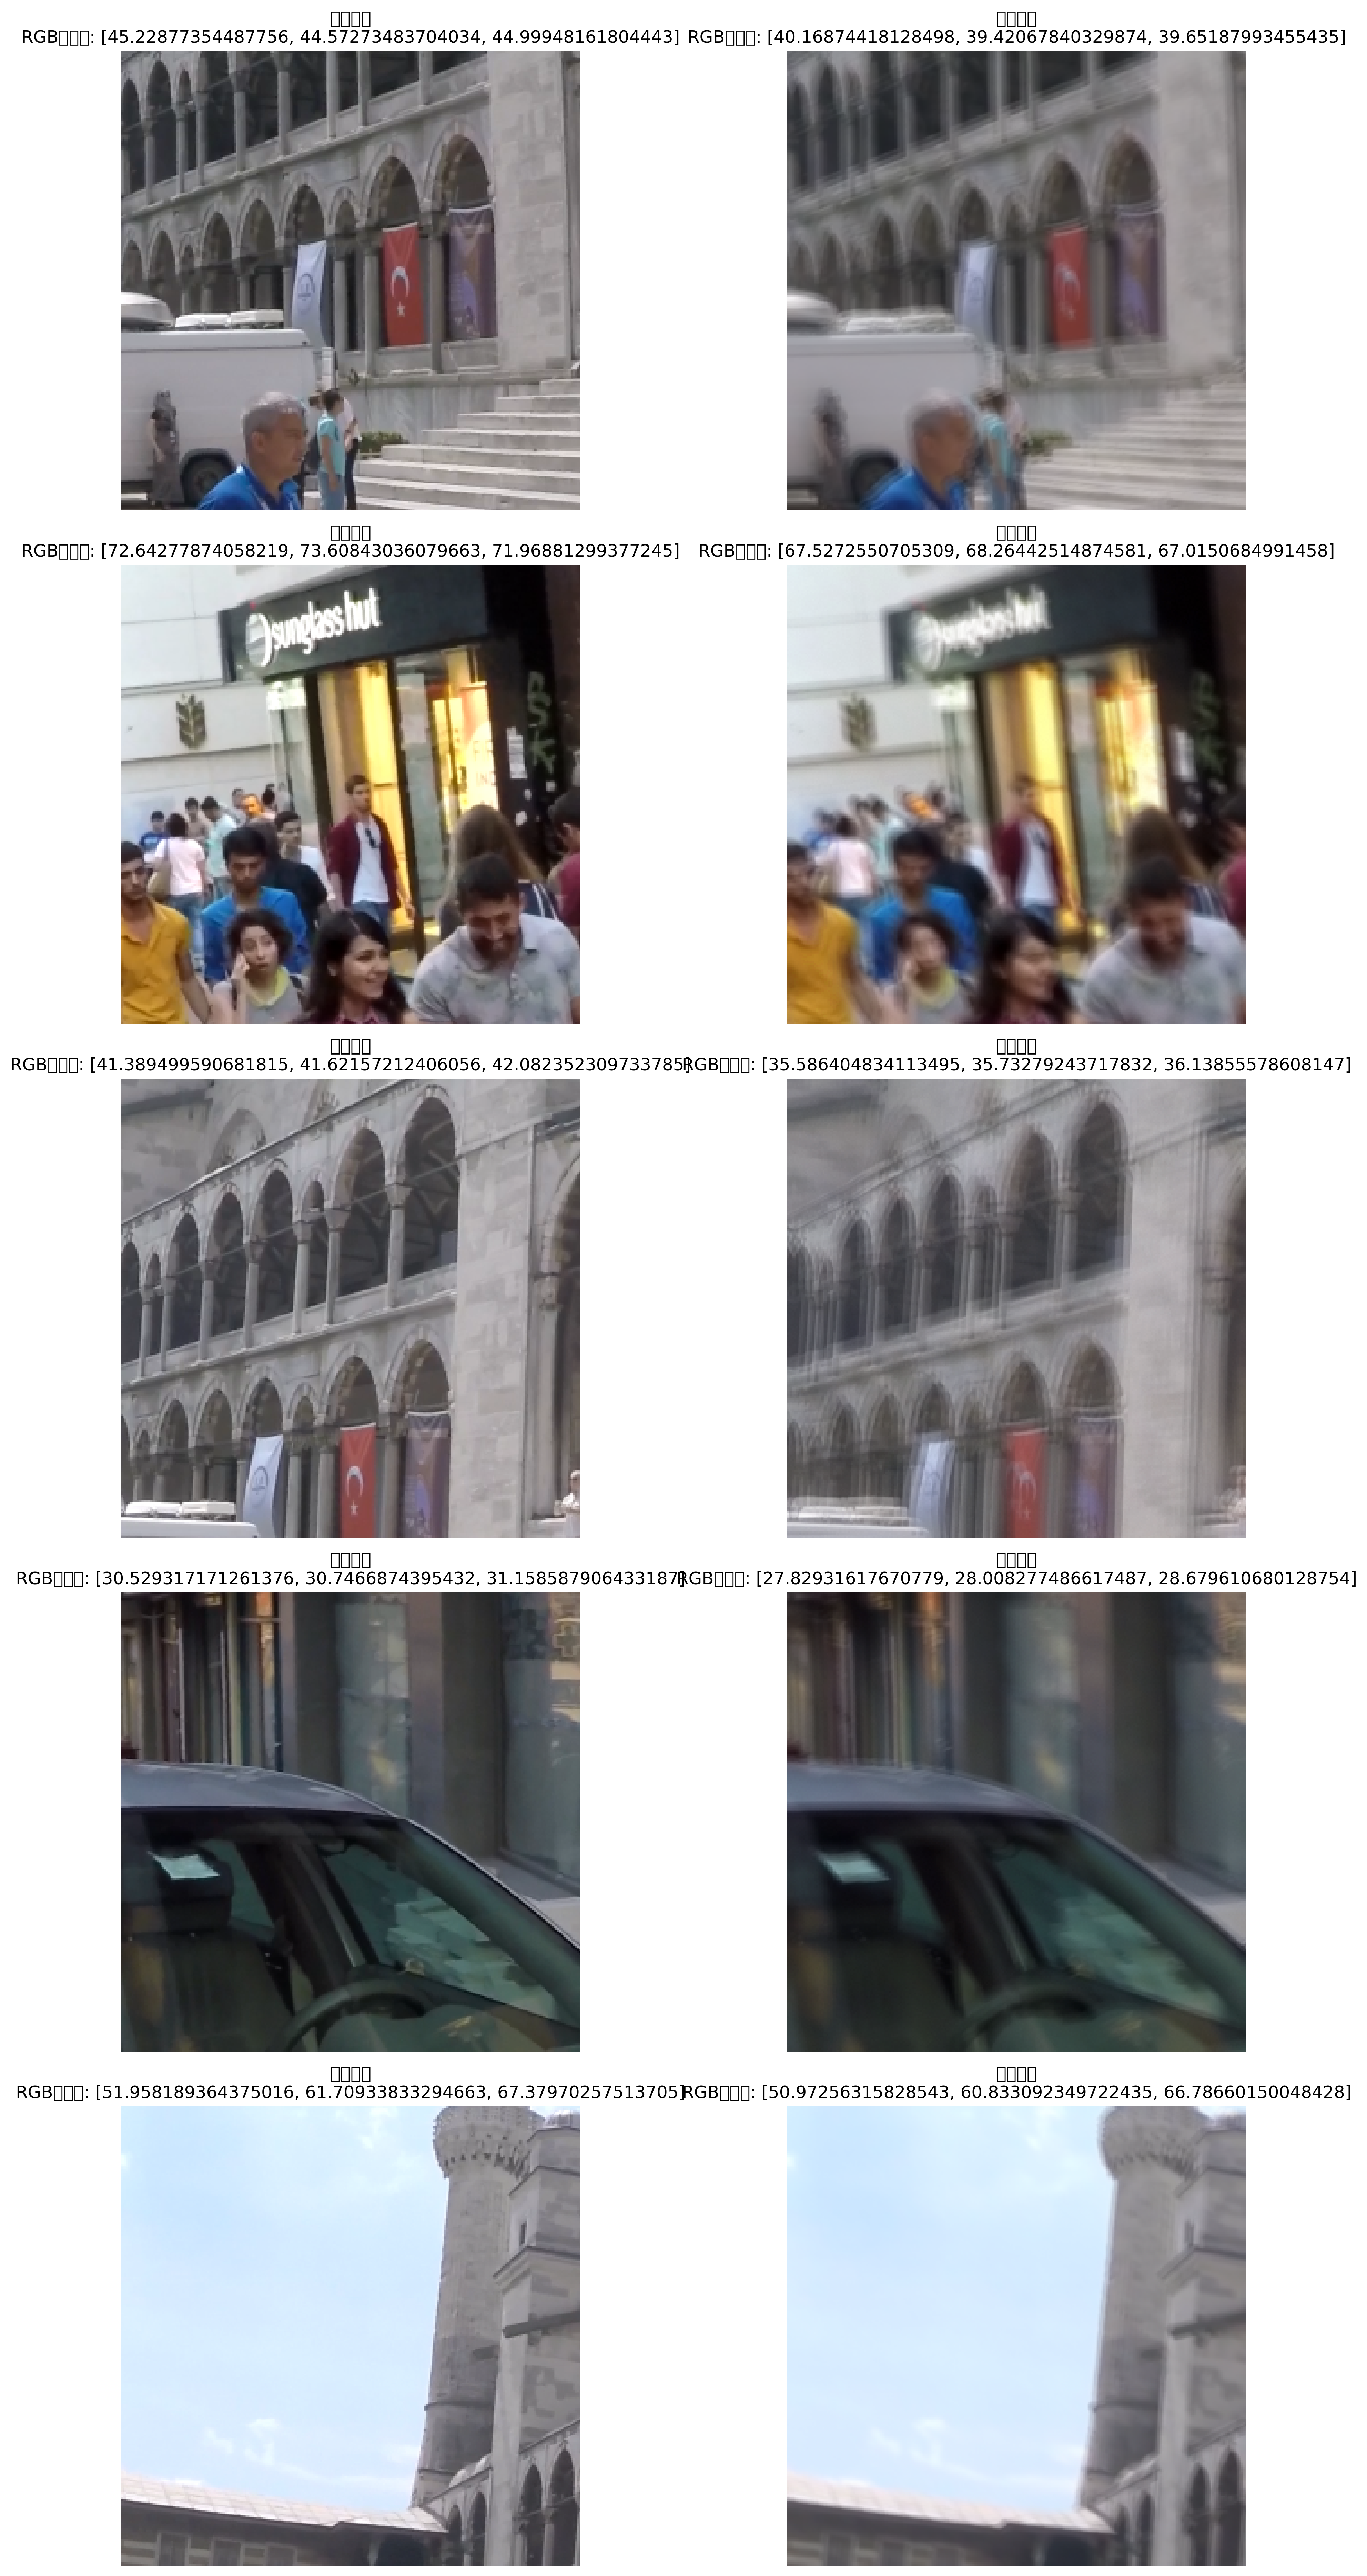 □□□□
RGB□□□: [45.22877354487756, 44.57273483704034, 44.99948161804443]
□□□□
RGB□□□: [40.16874418128498, 39.42067840329874, 39.65187993455435]
□□□□
RGB□□□: [72.64277874058219, 73.60843036079663, 71.96881299377245]
□□□□
RGB□□□: [67.5272550705309, 68.26442514874581, 67.0150684991458]
sunglass hut
sunglass hut
□□□□
RGB□□□: [41.389499590681815, 41.62157212406056, 42.082352309733785]
□□□□
RGB□□□: [35.586404834113495, 35.73279243717832, 36.13855578608147]
□□□□
RGB□□□: [30.529317171261376, 30.7466874395432, 31.158587906433187]
□□□□
RGB□□□: [27.82931617670779, 28.008277486617487, 28.679610680128754]
□□□□
RGB□□□: [51.958189364375016, 61.70933833294663, 67.37970257513705]
□□□□
RGB□□□: [50.97256315828543, 60.833092349722435, 66.78660150048428]